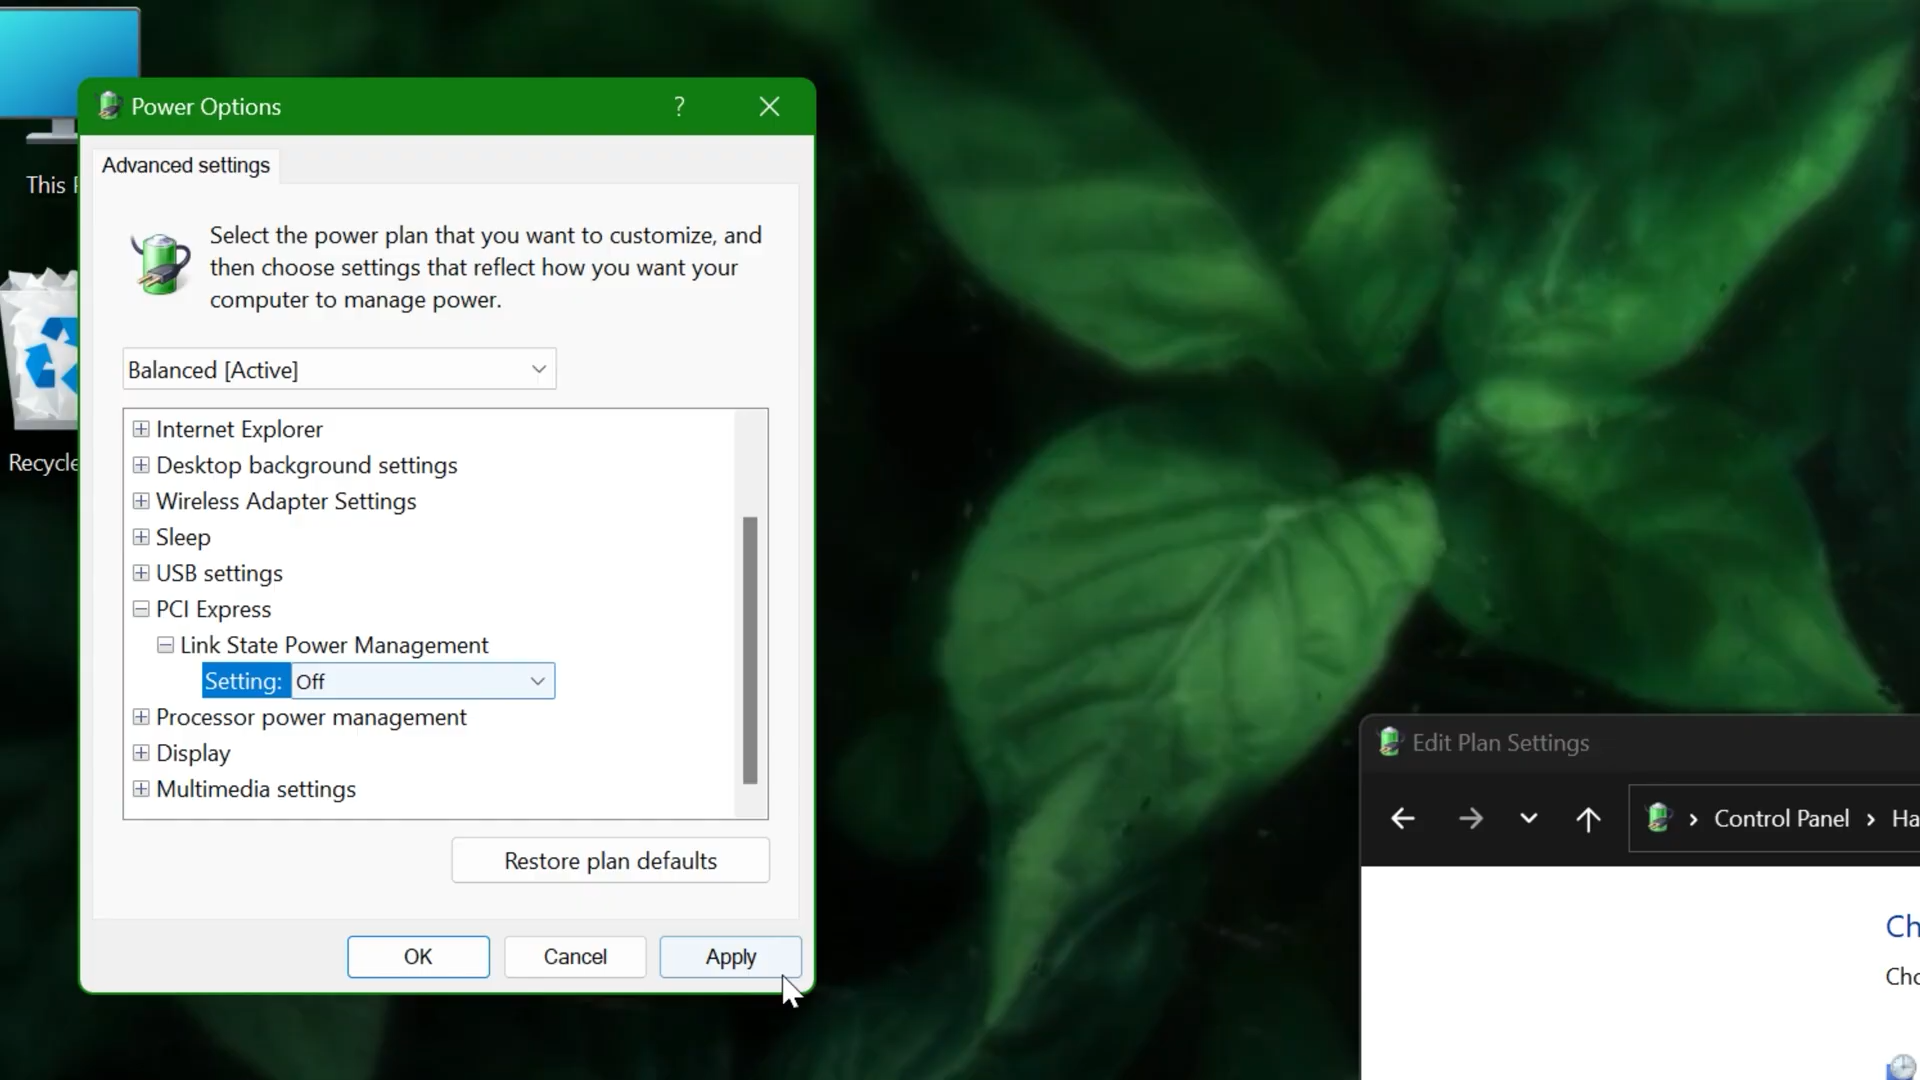 This
Power Options
?
Advanced settings
Select the power plan that you want to customize, and
then choose settings that reflect how you want your
computer to manage power.
Balanced [Active]
Internet Explorer
Desktop background settings
Wireless Adapter Settings
Sleep
USB settings
PCI Express
Link State Power Management
Setting: Off
Processor power management
Display
Multimedia settings
Restore plan defaults
OK
Cancel
Apply
Recycle
Edit Plan Settings
Control Panel